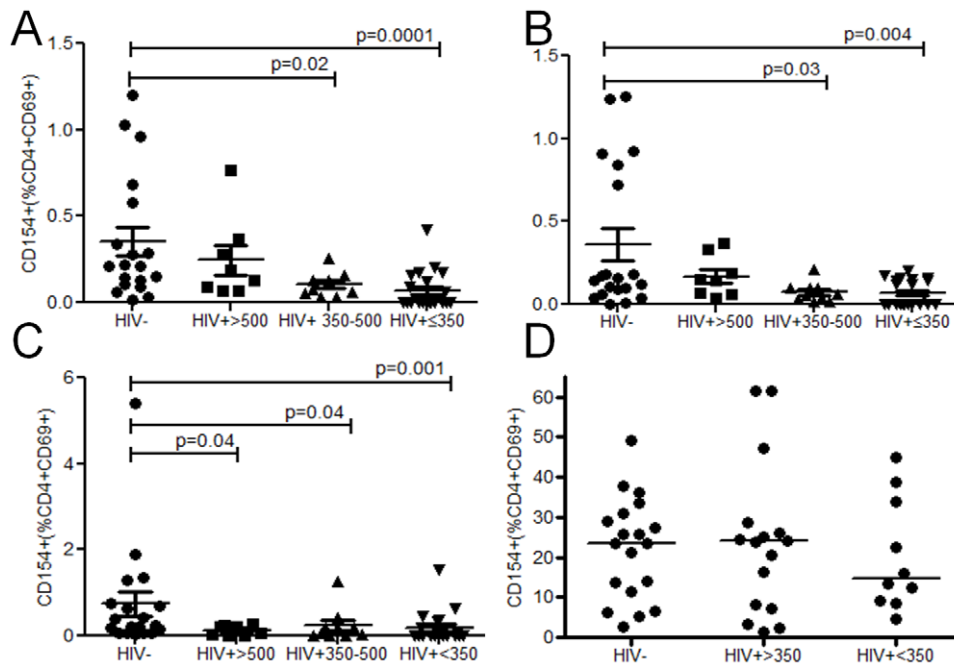 A
p=0.0001
p=0.02
CD154+(%CD4+CD69+)
1.5
1.0
0.5
0.0
HIV- HIV+>500 HIV+ 350-500 HIV+≤350
B
p=0.004
p=0.03
1.5
1.0
0.5
0.0
HIV- HIV+>500 HIV+350-500 HIV+≤350
C
p=0.001
p=0.04
p=0.04
CD154+(%CD4+CD69+)
6
4
2
0
HIV- HIV+>500 HIV+350-500 HIV+<350
D
CD154+(%CD4+CD69+)
60
50
40
30
20
10
0
HIV- HIV+>350 HIV+<350